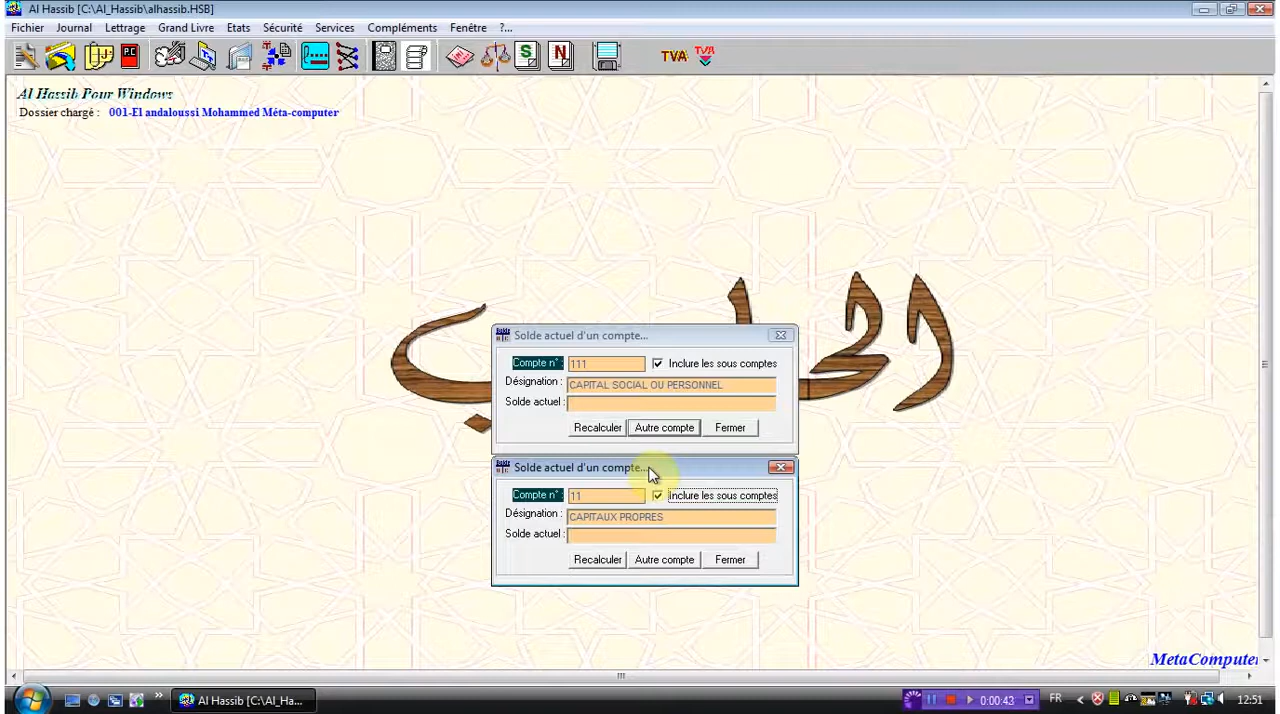 Al Hassib [C:\Al_Hassib\alhassib.HSB]
Fichier Journal Lettrage Grand Livre Etats Sécurité Services Compléments Fenêtre ?...
P.C S N TVA TVA
Al Hassib Pour Windows
Dossier chargé : 001-El andaloussi Mohammed Méta-computer
الحاسب
Solde actuel d'un compte...
Compte n° : 111 Inclure les sous comptes
Désignation : CAPITAL SOCIAL OU PERSONNEL
Solde actuel :
Recalculer Autre compte Fermer
Solde actuel d'un compte...
Compte n° : 11 Inclure les sous comptes
Désignation : CAPITAUX PROPRES
Solde actuel :
Recalculer Autre compte Fermer
MetaComputer
Al Hassib [C:\Al_Ha... 0:00:43 FR 12:51